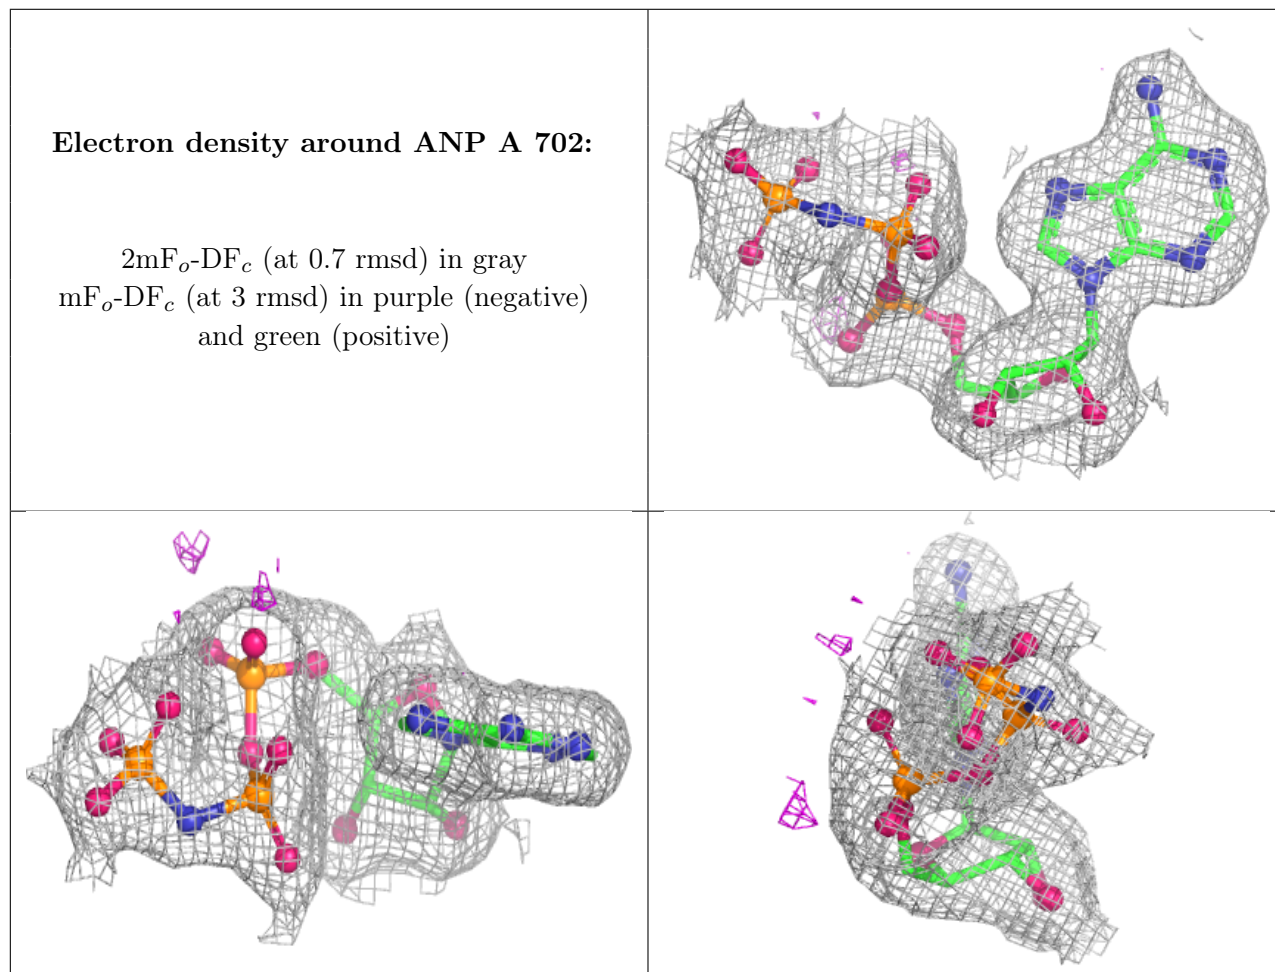 Electron density around ANP A 702:
2mFo-DFc (at 0.7 rmsd) in gray
mFo-DFc (at 3 rmsd) in purple (negative)
and green (positive)